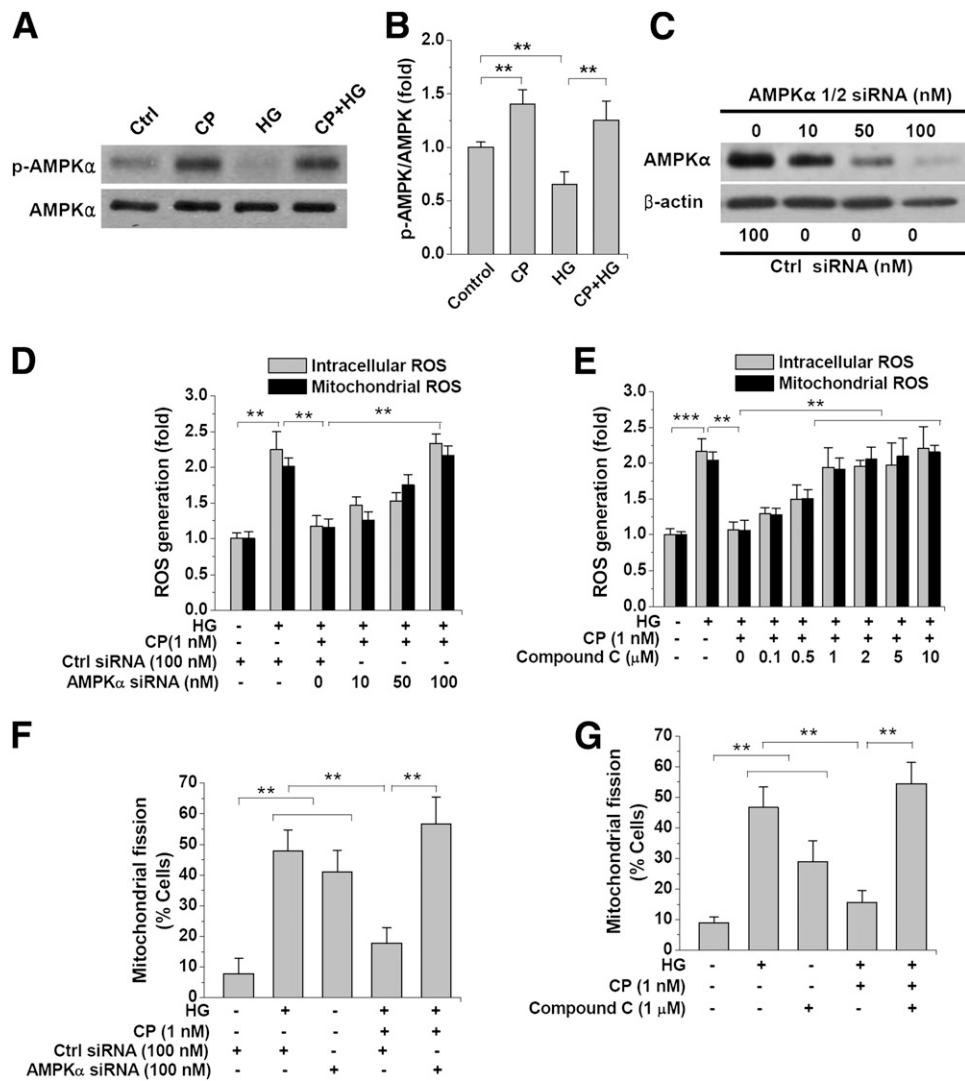 A
Ctrl CP HG CP+HG
p-AMPKα
AMPKα
B
p-AMPK/AMPK (fold)
2.0
1.5
1.0
0.5
0.0
** ** **
Control CP HG CP+HG
C
AMPKα 1/2 siRNA (nM)
0 10 50 100
AMPKα
β-actin
100 0 0 0
Ctrl siRNA (nM)
D
Intracellular ROS
Mitochondrial ROS
ROS generation (fold)
3.0
2.5
2.0
1.5
1.0
0.5
0.0
** ** **
HG - + + + + +
CP(1 nM) - - + + + +
Ctrl siRNA (100 nM) + + + - - -
AMPKα siRNA (nM) - - 0 10 50 100
E
Intracellular ROS
Mitochondrial ROS
ROS generation (fold)
3.0
2.5
2.0
1.5
1.0
0.5
0.0
*** ** **
HG - + + + + + + + +
CP (1 nM) - - + + + + + + +
Compound C (μM) - - 0 0.1 0.5 1 2 5 10
F
Mitochondrial fission
(% Cells)
70
60
50
40
30
20
10
0
** ** **
HG - + - + +
CP (1 nM) - - - + +
Ctrl siRNA (100 nM) + + - + -
AMPKα siRNA (100 nM) - - + - +
G
Mitochondrial fission
(% Cells)
70
60
50
40
30
20
10
0
** ** **
HG - + - + +
CP (1 nM) - - - + +
Compound C (1 μM) - - + - +